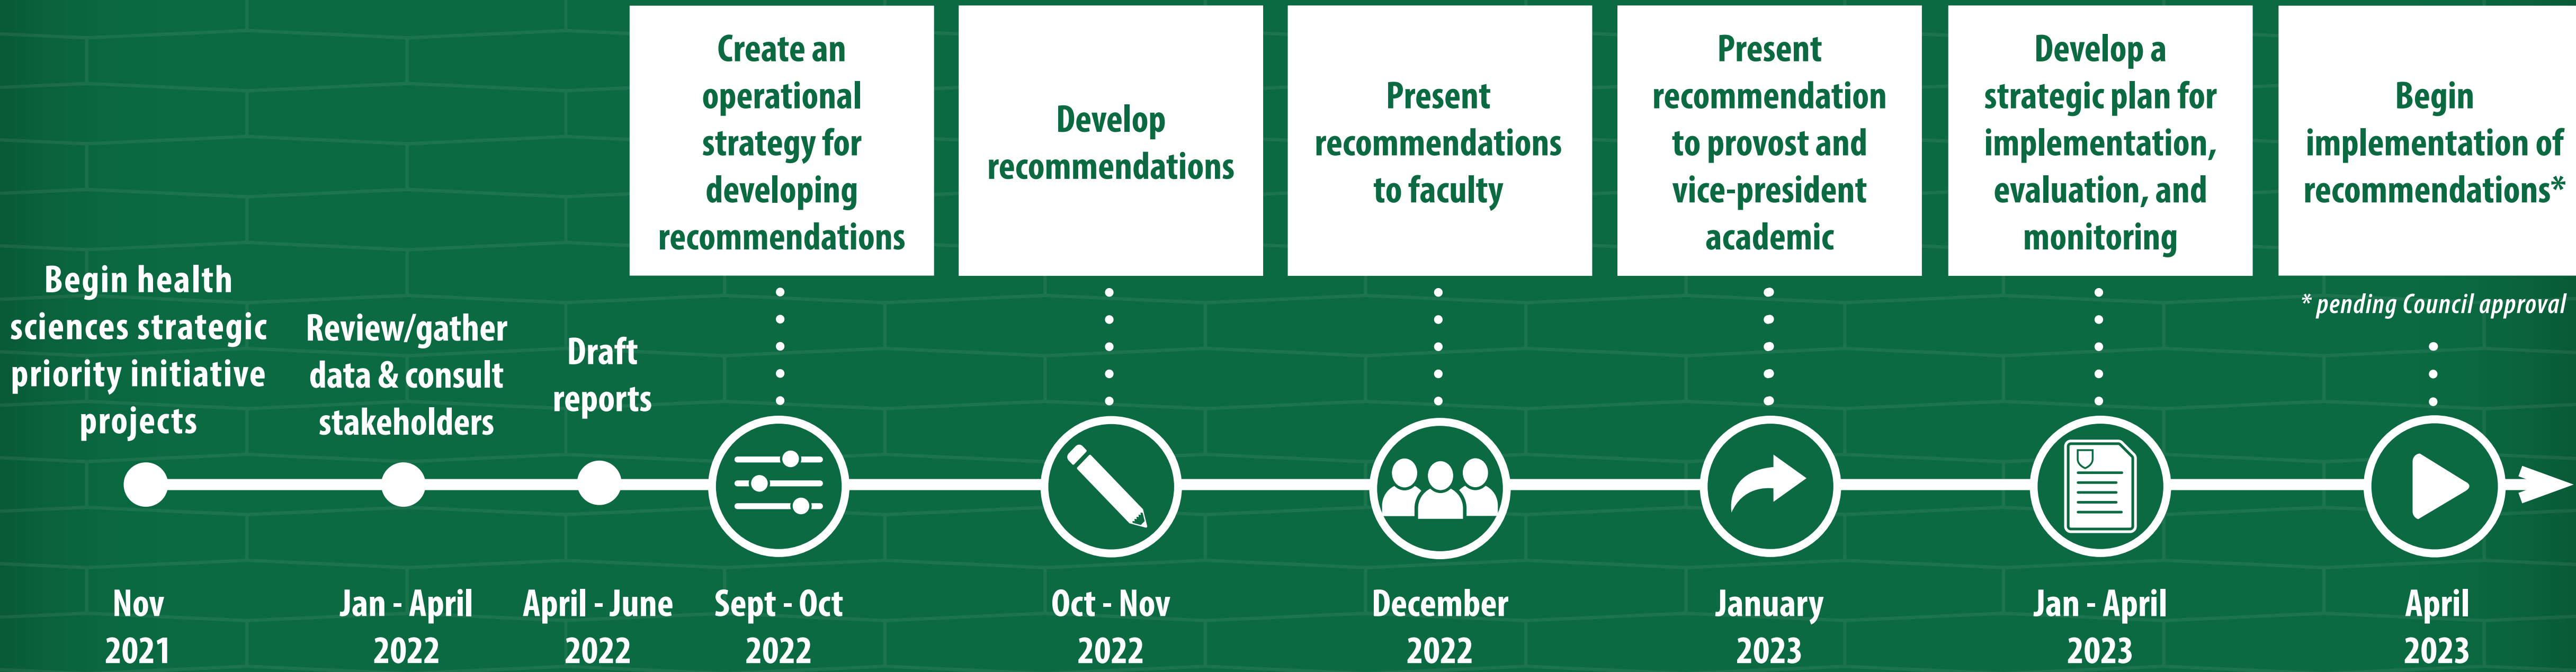 Begin health
sciences strategic
priority initiative
projects
Nov
2021
Review/gather
data & consult
stakeholders
Jan - April
2022
Draft
reports
April - June
2022
Create an
operational
strategy for
developing
recommendations
Sept - Oct
2022
Develop
recommendations
Oct - Nov
2022
Present
recommendations
to faculty
December
2022
Present
recommendation
to provost and
vice-president
academic
January
2023
Develop a
strategic plan for
implementation,
evaluation, and
monitoring
Jan - April
2023
Begin
implementation of
recommendations*
* pending Council approval
April
2023